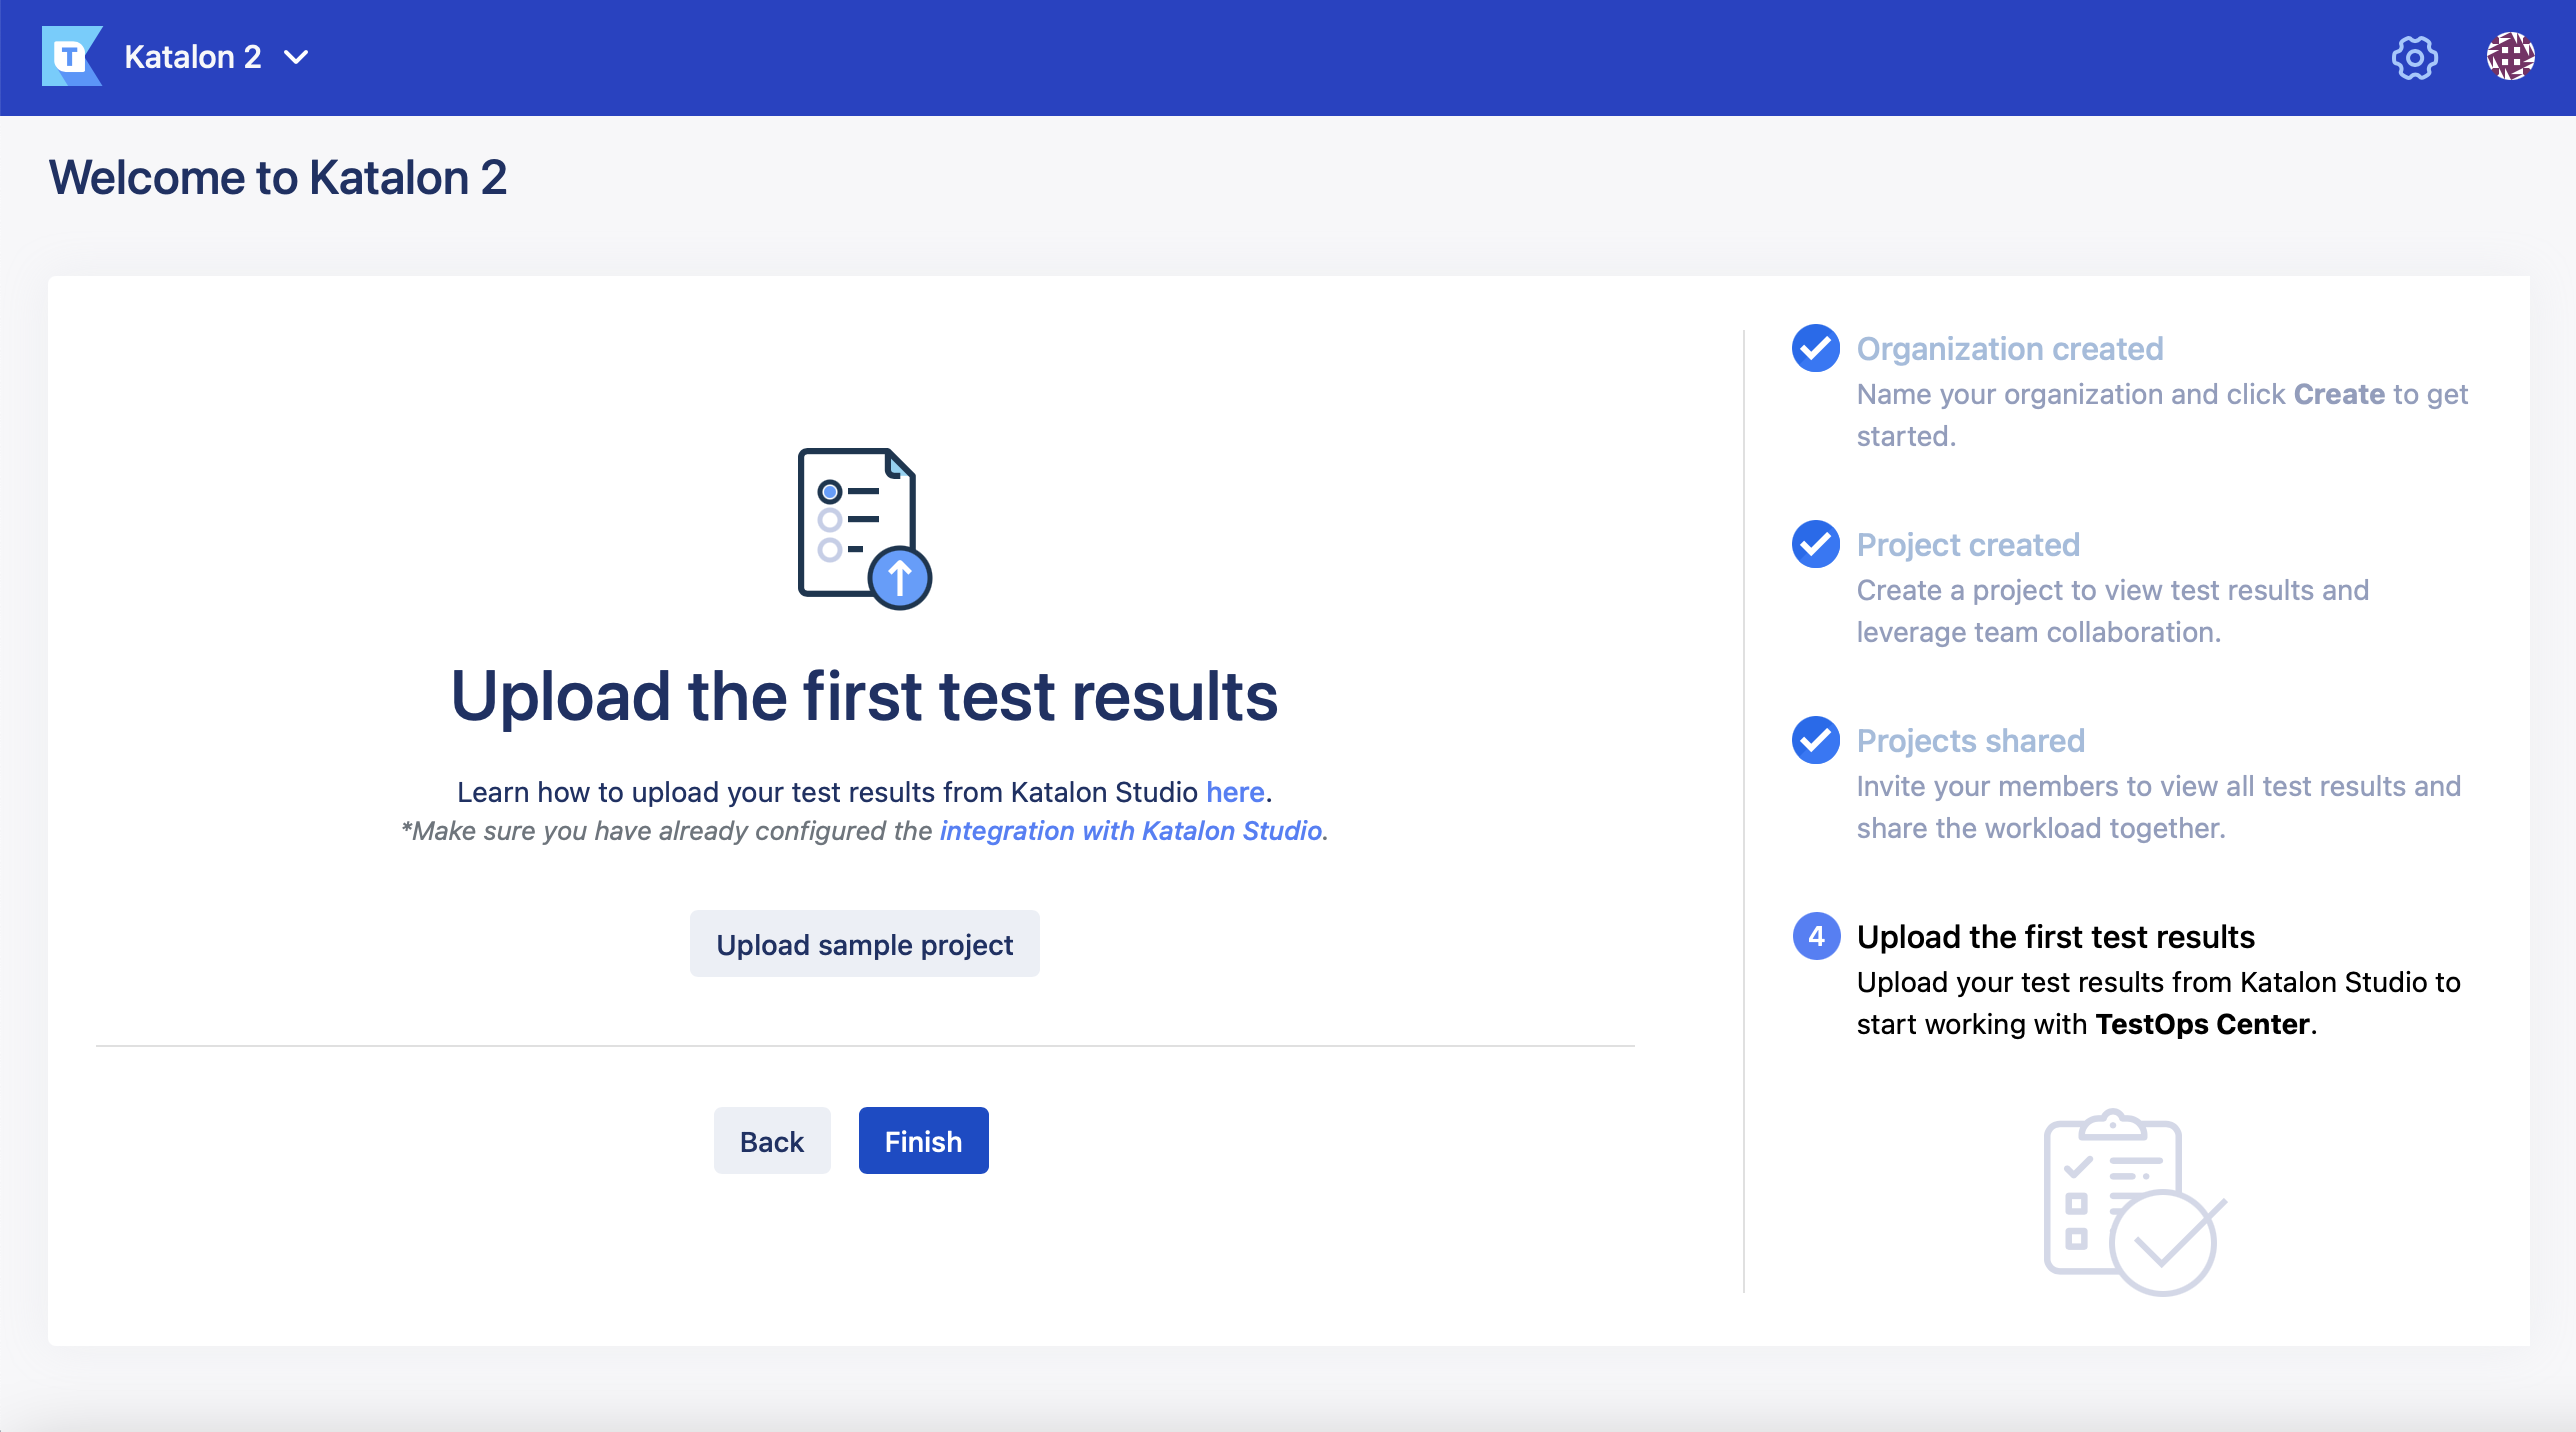 T
Katalon 2
Welcome to Katalon 2
Upload the first test results
Learn how to upload your test results from Katalon Studio here.
*Make sure you have already configured the integration with Katalon Studio.
Upload sample project
Back
Finish
Organization created
Name your organization and click Create to get
started.
Project created
Create a project to view test results and
leverage team collaboration.
Projects shared
Invite your members to view all test results and
share the workload together.
4
Upload the first test results
Upload your test results from Katalon Studio to
start working with TestOps Center.